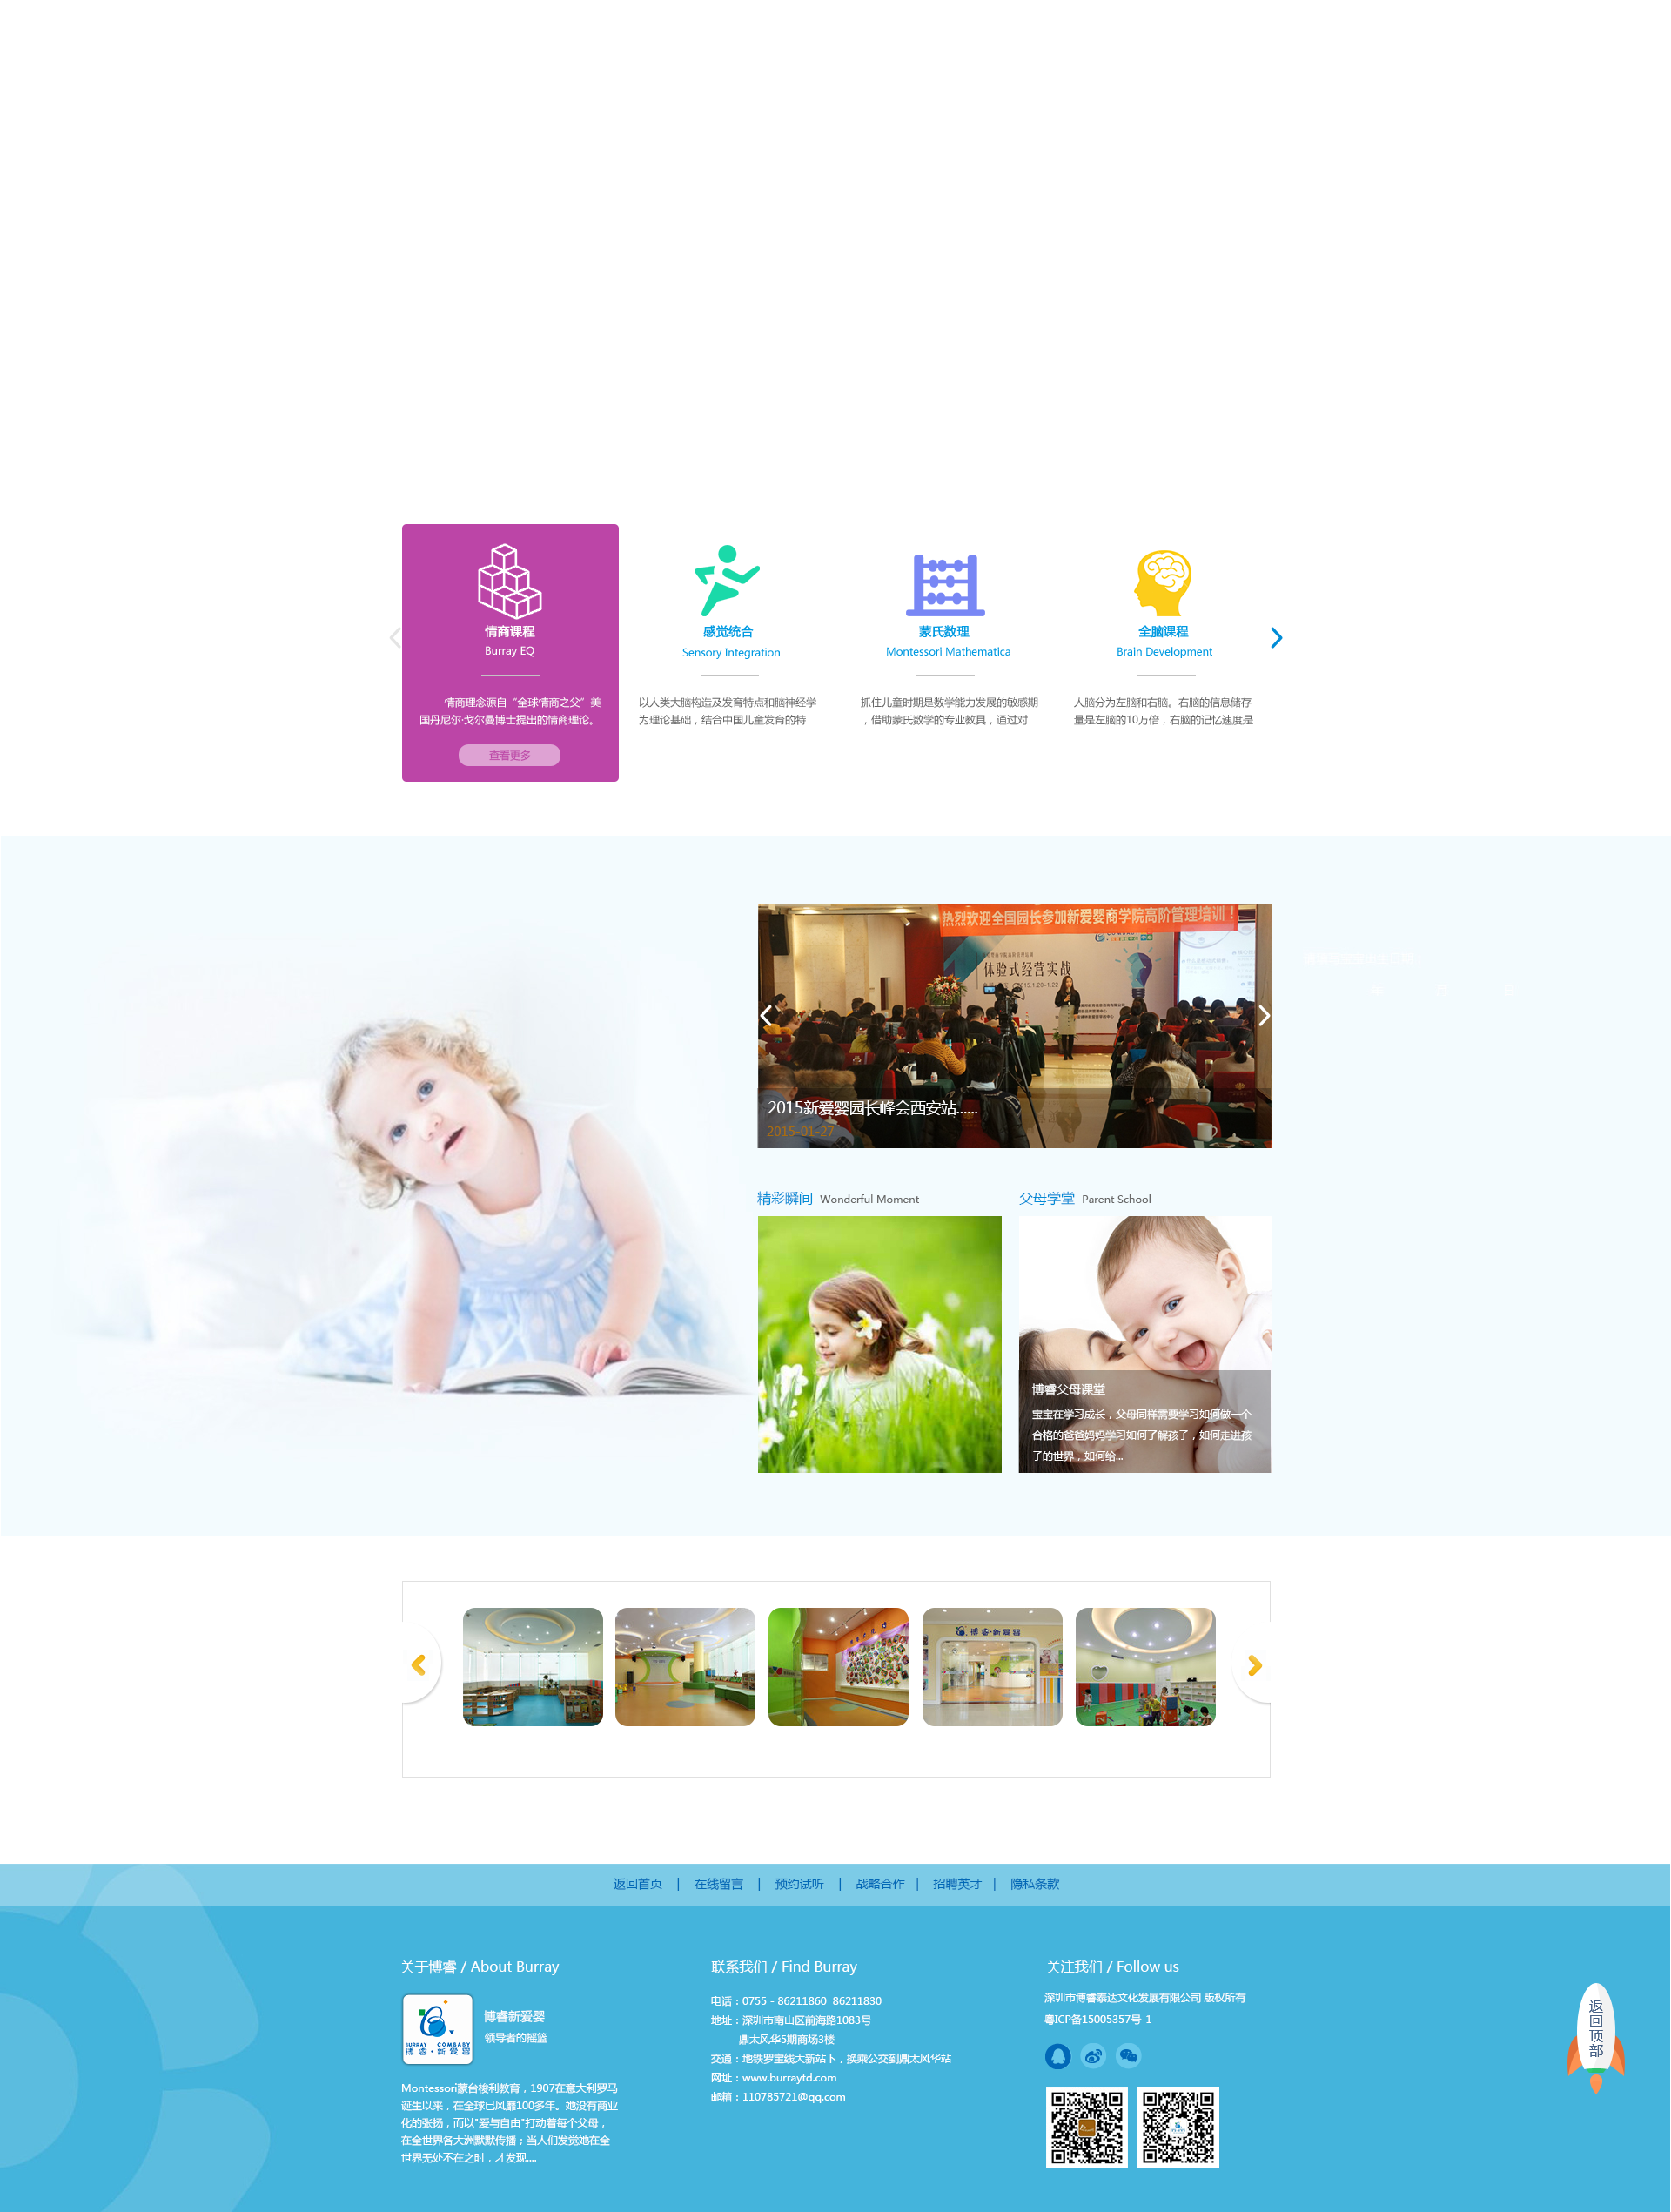 情商课程
Burray EQ
情商理念源自“全球情商之父”美
国丹尼尔·戈尔曼博士提出的情商理论。
查看更多
感觉统合
Sensory Integration
以人类大脑构造及发育特点和脑神经学
为理论基础，结合中国儿童发育的特
蒙氏数理
Montessori Mathematica
抓住儿童时期是数学能力发展的敏感期
，借助蒙氏数学的专业教具，通过对
全脑课程
Brain Development
人脑分为左脑和右脑。右脑的信息储存
量是左脑的10万倍，右脑的记忆速度是
热烈欢迎全国园长参加新爱婴商学院高阶管理培训！
体验式经营实战
2015新爱婴园长峰会西安站......
2015-01-27
精彩瞬间 Wonderful Moment
父母学堂 Parent School
博睿父母课堂
宝宝在学习成长，父母同样需要学习如何做一个
合格的爸爸妈妈学习如何了解孩子，如何走进孩
子的世界，如何给...
博睿·新爱婴
返回首页 | 在线留言 | 预约试听 | 战略合作 | 招聘英才 | 隐私条款
关于博睿 / About Burray
BURRAY COMBABY
博睿·新爱婴
博睿新爱婴
领导者的摇篮
Montessori蒙台梭利教育，1907在意大利罗马
诞生以来，在全球已风靡100多年。她没有商业
化的张扬，而以"爱与自由"打动着每个父母，
在全世界各大洲默默传播；当人们发觉她在全
世界无处不在之时，才发现....
联系我们 / Find Burray
电话：0755 - 86211860 86211830
地址：深圳市南山区前海路1083号
鼎太风华5期商场3楼
交通：地铁罗宝线大新站下，换乘公交到鼎太风华站
网址：www.burraytd.com
邮箱：110785721@qq.com
关注我们 / Follow us
深圳市博睿泰达文化发展有限公司 版权所有
粤ICP备15005357号-1
返回顶部